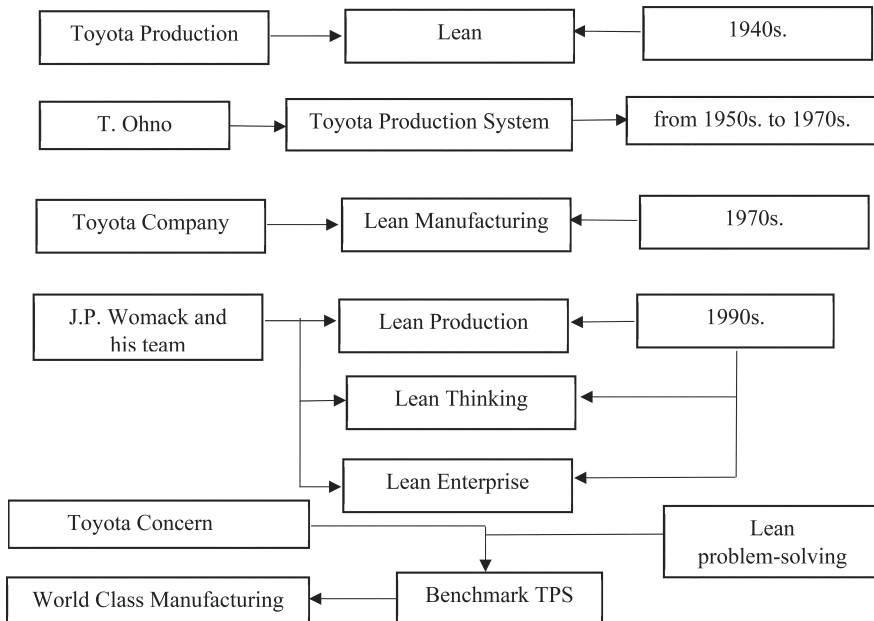 Toyota Production
Lean
1940s.
T. Ohno
Toyota Production System
from 1950s. to 1970s.
Toyota Company
Lean Manufacturing
1970s.
J.P. Womack and
his team
Lean Production
1990s.
Lean Thinking
Lean Enterprise
Toyota Concern
Lean
problem-solving
World Class Manufacturing
Benchmark TPS